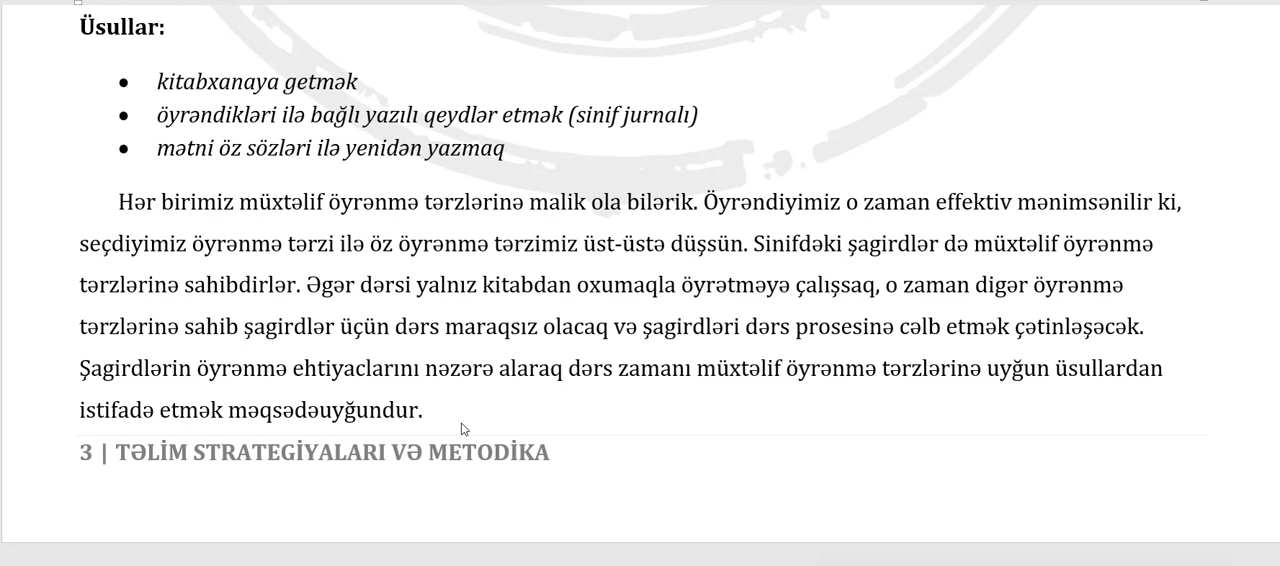 Üsullar:
• kitabxanaya getmək
• öyrəndikləri ilə bağlı yazılı qeydlər etmək (sinif jurnalı)
• mətni öz sözləri ilə yenidən yazmaq
Hər birimiz müxtəlif öyrənmə tərzlərinə malik ola bilərik. Öyrəndiyimiz o zaman effektiv mənimsənilir ki,
seçdiyimiz öyrənmə tərzi ilə öz öyrənmə tərzimiz üst-üstə düşsün. Sinifdəki şagirdlər də müxtəlif öyrənmə
tərzlərinə sahibdirlər. Əgər dərsi yalnız kitabdan oxumaqla öyrətməyə çalışsaq, o zaman digər öyrənmə
tərzlərinə sahib şagirdlər üçün dərs maraqsız olacaq və şagirdləri dərs prosesinə cəlb etmək çətinləşəcək.
Şagirdlərin öyrənmə ehtiyaclarını nəzərə alaraq dərs zamanı müxtəlif öyrənmə tərzlərinə uyğun üsullardan
istifadə etmək məqsədəuyğundur.
3 | TƏLİM STRATEGİYALARI VƏ METODİKA